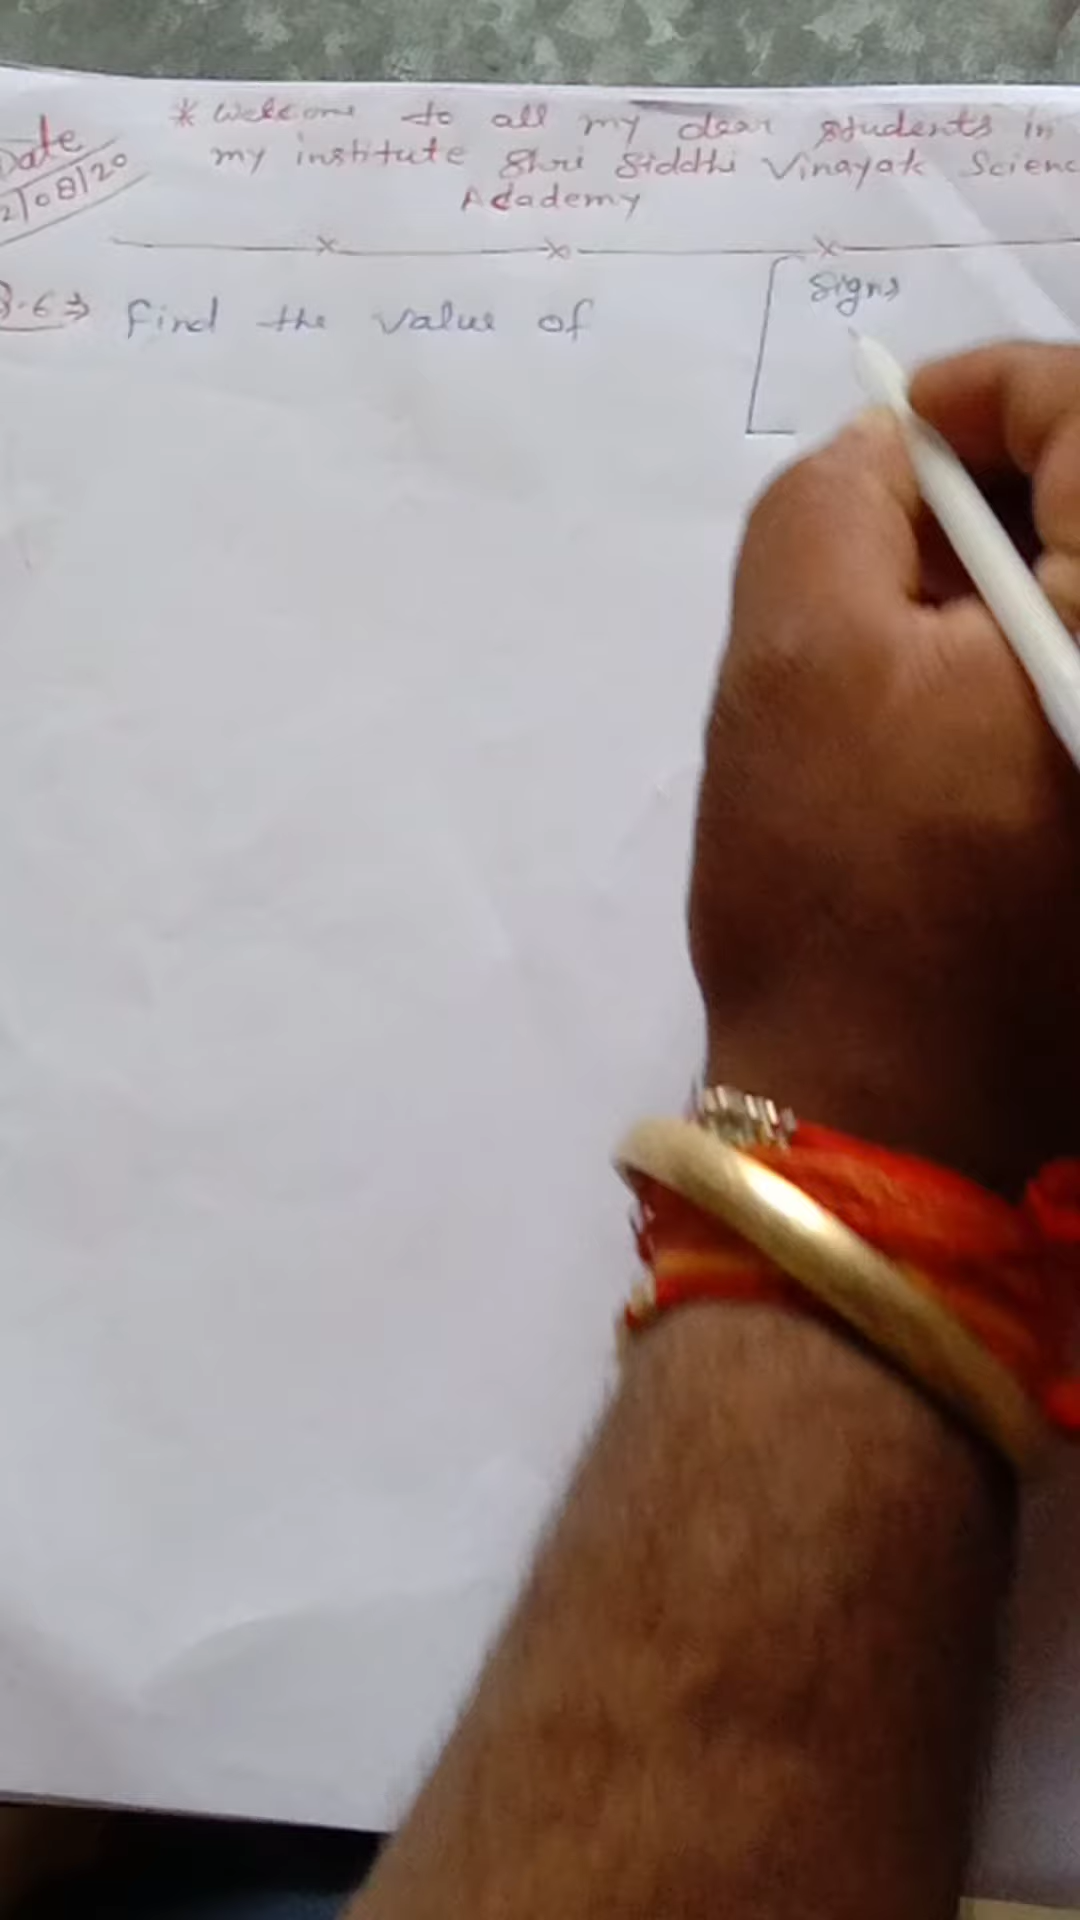 * Welcome to all my dear students in
my institute Shri Siddhi Vinayak Scienc
Acadamy
Date
2/08/20
Q.6⇒ Find the value of
Signs